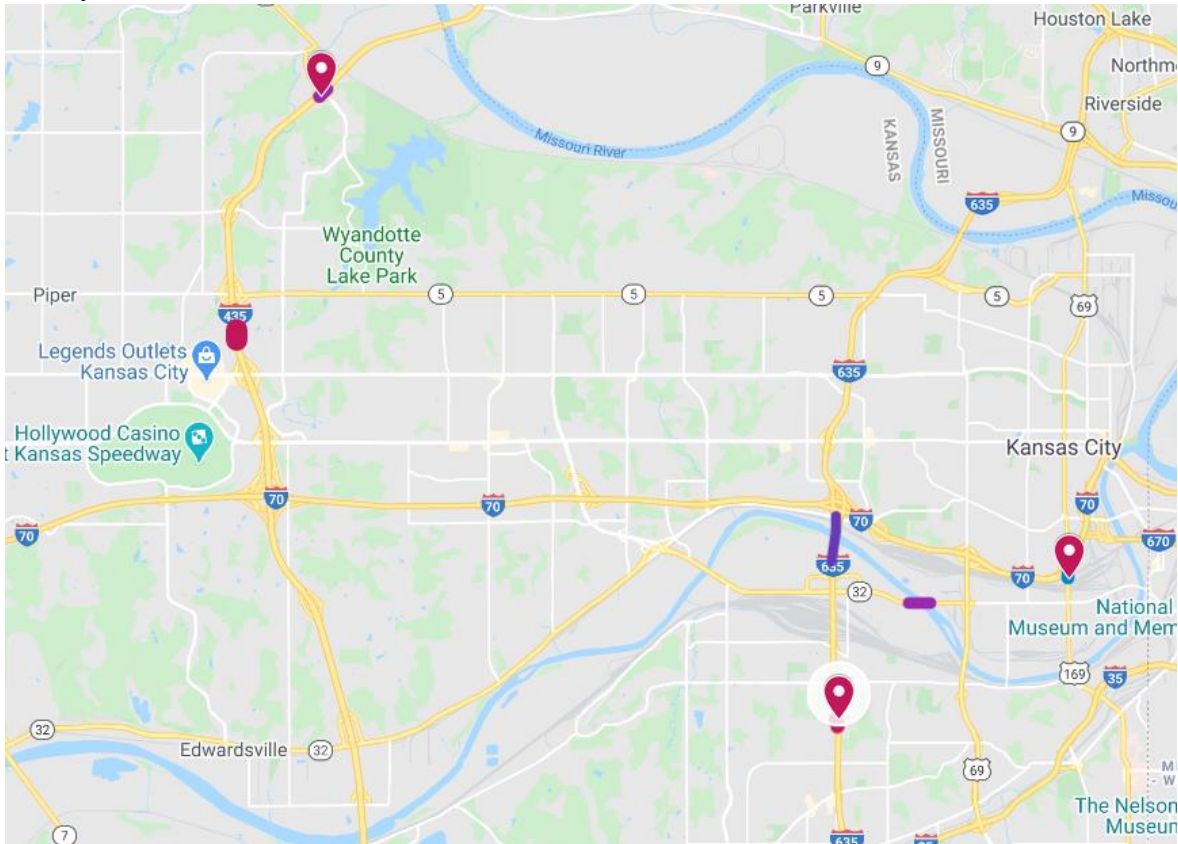 Parkville
Houston Lake
9
Northm
Riverside
9
Missouri River
MISSOURI
KANSAS
635
Missou
Wyandotte
County
Lake Park
Piper
5
5
5
5
69
435
Legends Outlets
Kansas City
635
Hollywood Casino
t Kansas Speedway
Kansas City
70
70
70
70
70
670
635
70
32
National
Museum and Mem
169
35
32
Edwardsville
32
69
M
- W
The Nelson
Museum
7
635
35